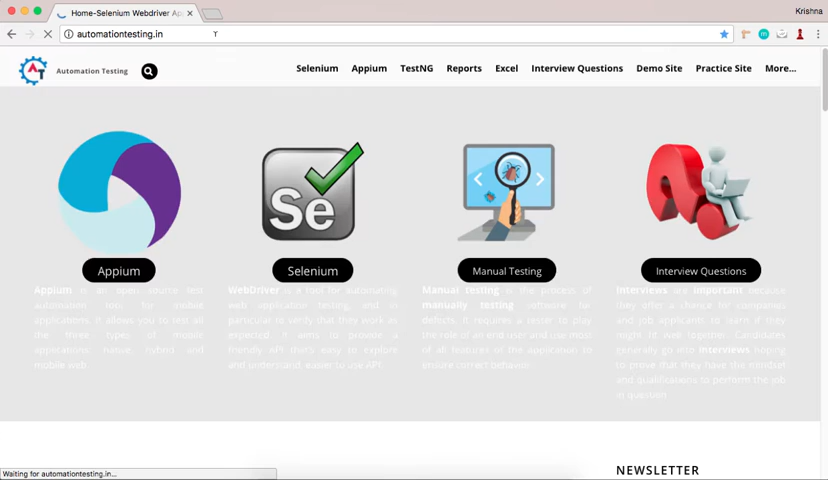 Home-Selenium Webdriver Ap
Krishna
automationtesting.in
AT
Automation Testing
Selenium Appium TestNG Reports Excel Interview Questions Demo Site Practice Site More...
Se
Appium
Selenium
Manual Testing
Interview Questions
Appium is an open source test
automation tool for mobile
applications. It allows you to test all
the three types of mobile
applications: native, hybrid and
mobile web.
WebDriver is a tool for automating
web application testing, and in
particular to verify that they work as
expected. It aims to provide a
friendly API that's easy to explore
and understand, easier to use API.
Manual Testing is the process of
manually testing software for
defects. It requires a tester to play
the role of an end user and use most
of all features of the application to
ensure correct behavior.
Interviews are important because
they offer a chance for companies
and job applicants to learn if they
might fit well together. Candidates
generally go into interviews hoping
to prove that they have the mindset
and qualifications to perform the job
in question.
NEWSLETTER
Waiting for automationtesting.in...